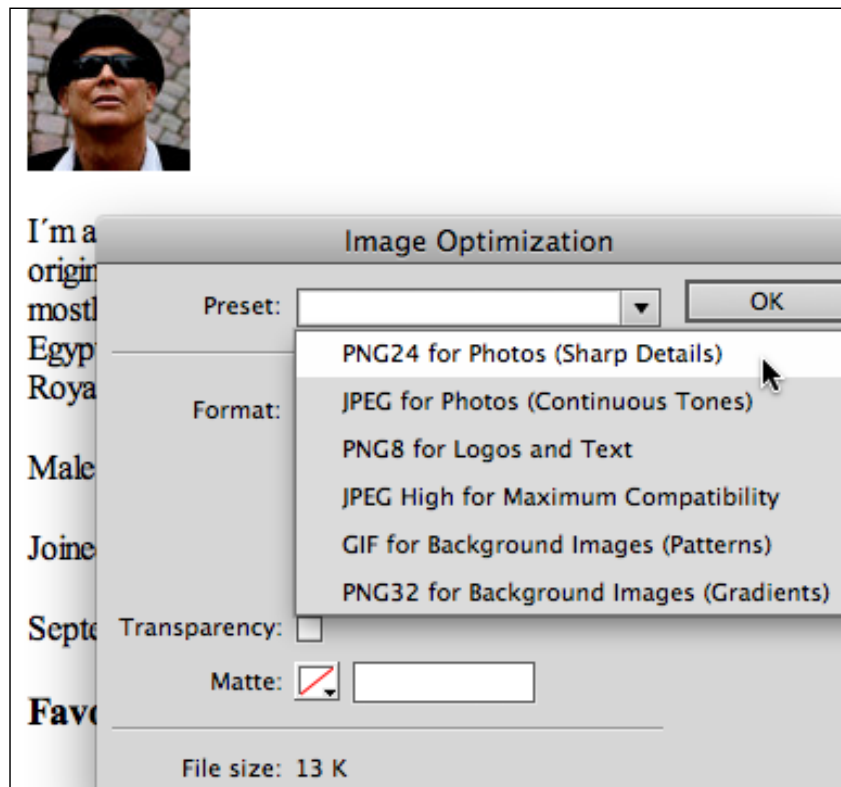 I´m a
origin
mostl
Egyp
Roya
Male
Joine
Septe
Favo
Image Optimization
Preset:
OK
PNG24 for Photos (Sharp Details)
JPEG for Photos (Continuous Tones)
PNG8 for Logos and Text
JPEG High for Maximum Compatibility
GIF for Background Images (Patterns)
PNG32 for Background Images (Gradients)
Format:
Transparency:
Matte:
File size: 13 K